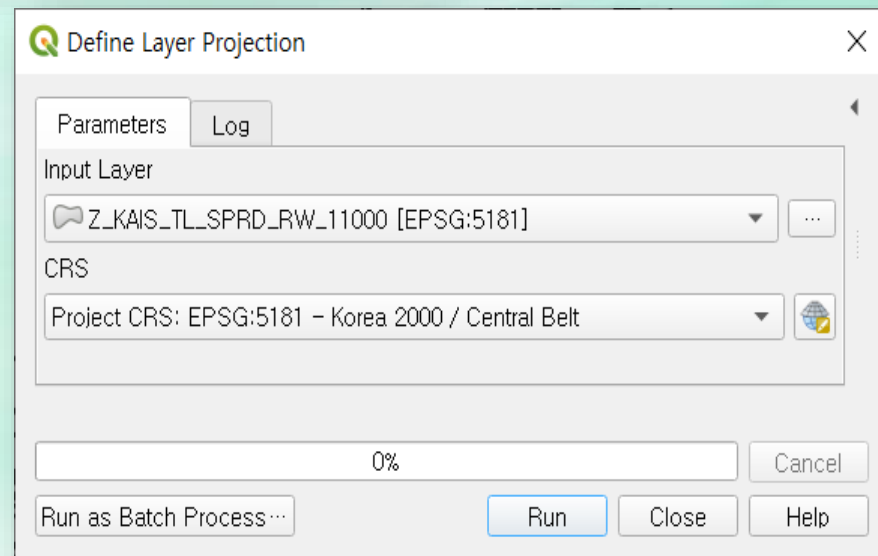 Define Layer Projection
Parameters
Log
Input Layer
Z_KAIS_TL_SPRD_RW_11000 [EPSG:5181]
...
CRS
Project CRS: EPSG:5181 - Korea 2000 / Central Belt
0%
Cancel
Run as Batch Process...
Run
Close
Help